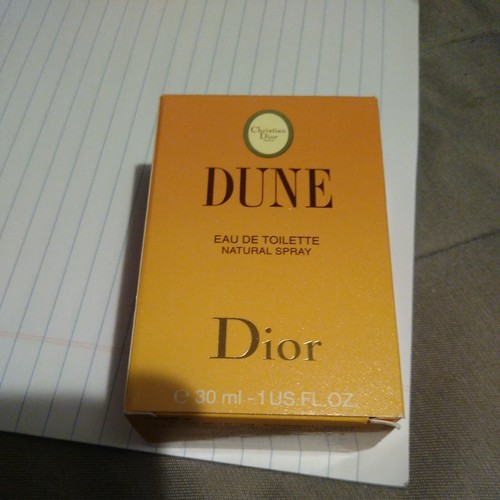 Christian
Dior
DUNE
EAU DE TOILETTE
NATURAL SPRAY
Dior
℮ 30 ml - 1 US.FL.OZ.